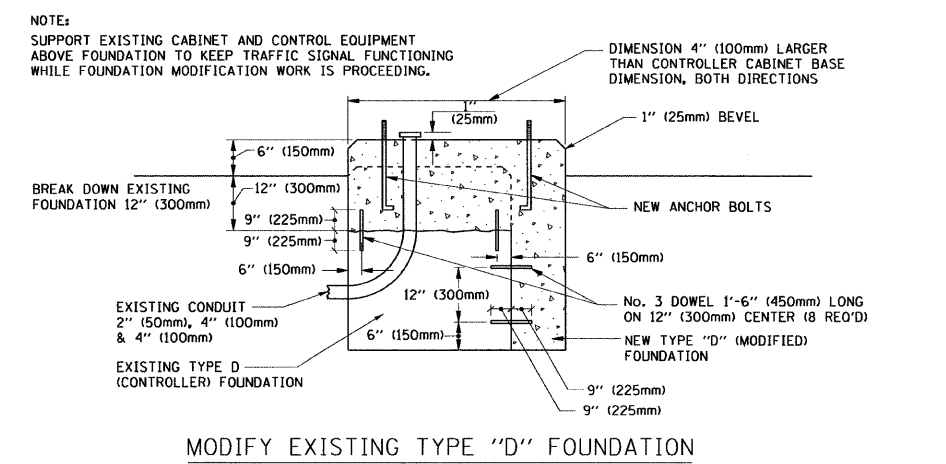 NOTE:
SUPPORT EXISTING CABINET AND CONTROL EQUIPMENT
ABOVE FOUNDATION TO KEEP TRAFFIC SIGNAL FUNCTIONING
WHILE FOUNDATION MODIFICATION WORK IS PROCEEDING.
DIMENSION 4" (100mm) LARGER
THAN CONTROLLER CABINET BASE
DIMENSION, BOTH DIRECTIONS
1"
(25mm)
1" (25mm) BEVEL
6" (150mm)
BREAK DOWN EXISTING
FOUNDATION 12" (300mm)
12" (300mm)
9" (225mm)
9" (225mm)
NEW ANCHOR BOLTS
6" (150mm)
6" (150mm)
EXISTING CONDUIT
2" (50mm), 4" (100mm)
& 4" (100mm)
12" (300mm)
No. 3 DOWEL 1'-6" (450mm) LONG
ON 12" (300mm) CENTER (8 REQ'D)
6" (150mm)
NEW TYPE "D" (MODIFIED)
FOUNDATION
EXISTING TYPE D
(CONTROLLER) FOUNDATION
9" (225mm)
9" (225mm)
MODIFY EXISTING TYPE "D" FOUNDATION